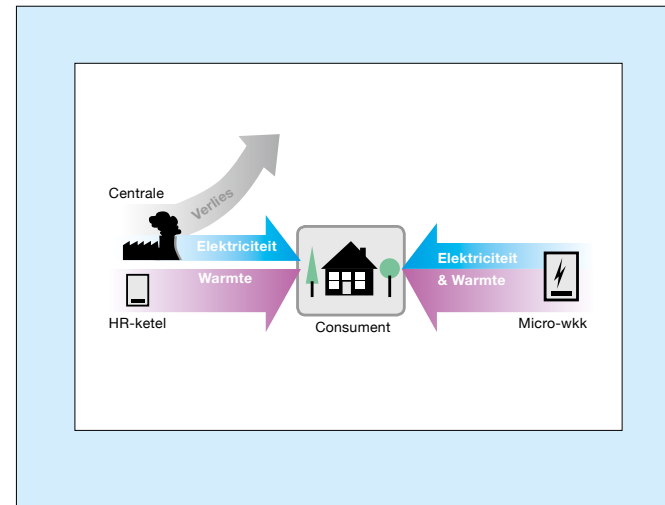 Centrale
Verlies
Elektriciteit
Warmte
HR-ketel
Consument
Elektriciteit
& Warmte
Micro-wkk